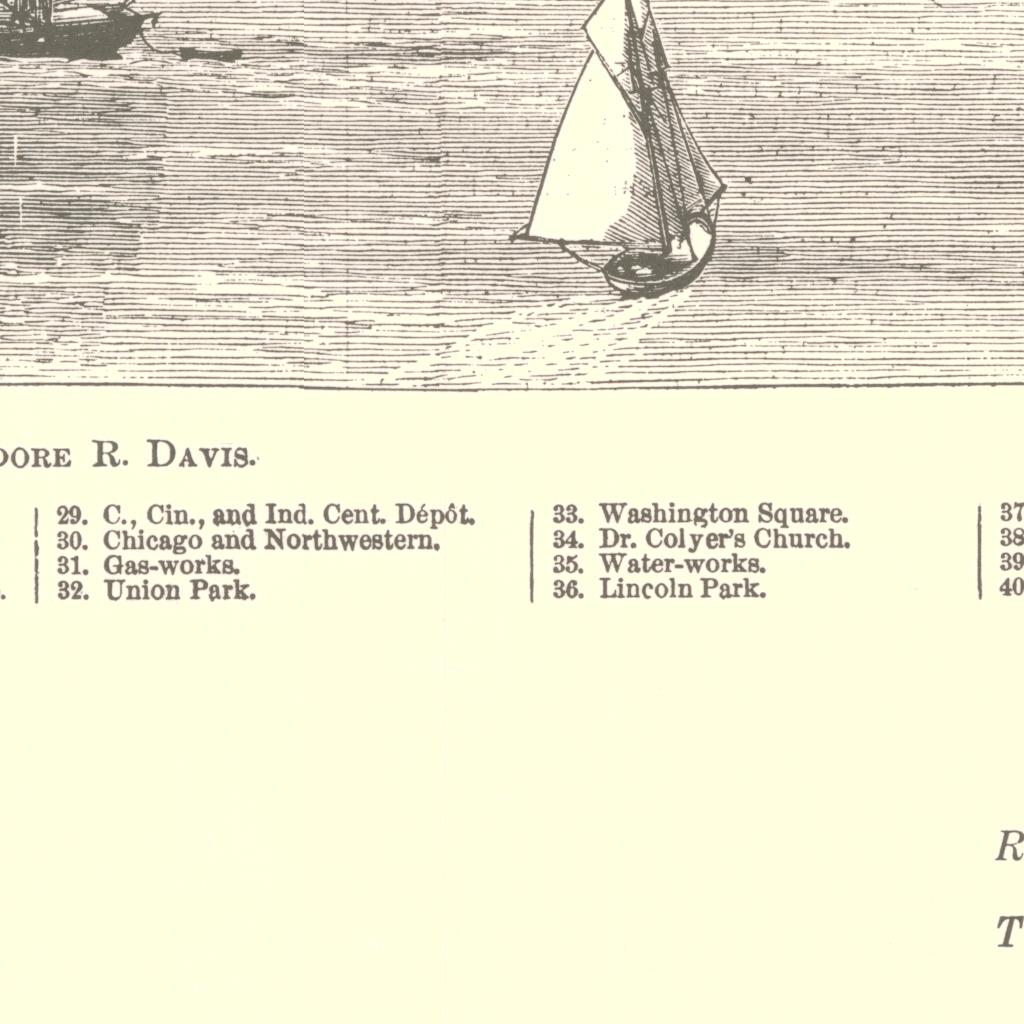 DORE R. DAVIS.
29. C., Cin., and Ind. Cent. Dépôt.
30. Chicago and Northwestern.
31. Gas-works.
32. Union Park.
33. Washington Square.
34. Dr. Colyer's Church.
35. Water-works.
36. Lincoln Park.
37
38
39
40
R
T